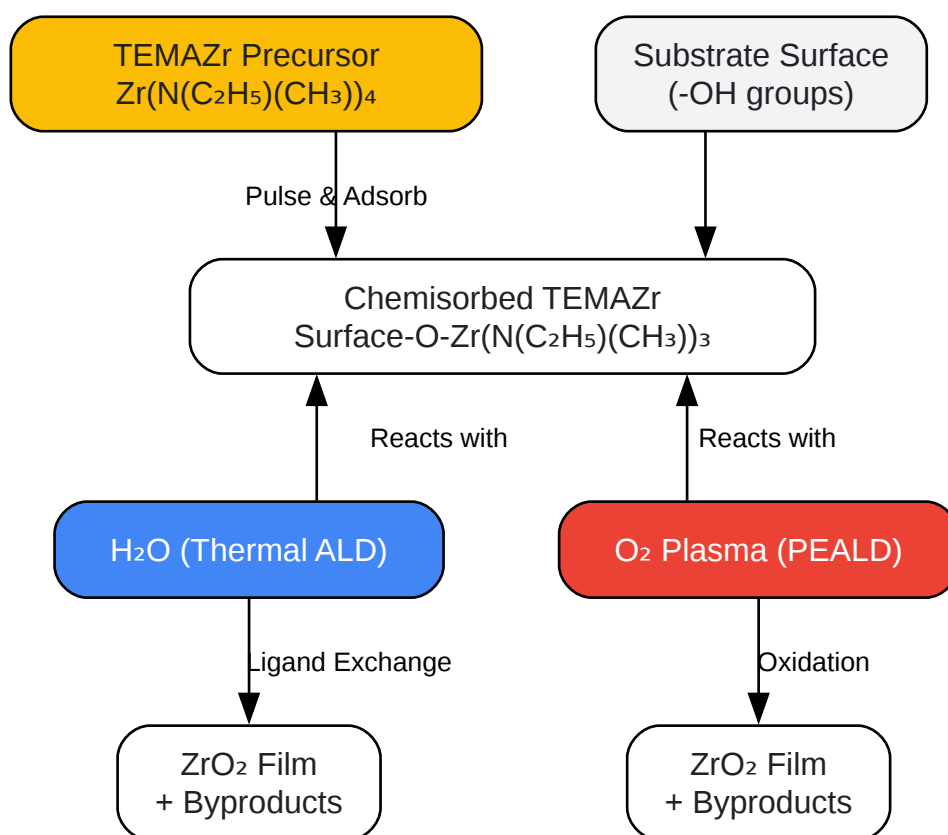 TEMAZr Precursor
Zr(N(C₂H₅)(CH₃))₄
Substrate Surface
(-OH groups)
Pulse & Adsorb
Chemisorbed TEMAZr
Surface-O-Zr(N(C₂H₅)(CH₃))₃
Reacts with
Reacts with
H₂O (Thermal ALD)
O₂ Plasma (PEALD)
Ligand Exchange
Oxidation
ZrO₂ Film
+ Byproducts
ZrO₂ Film
+ Byproducts